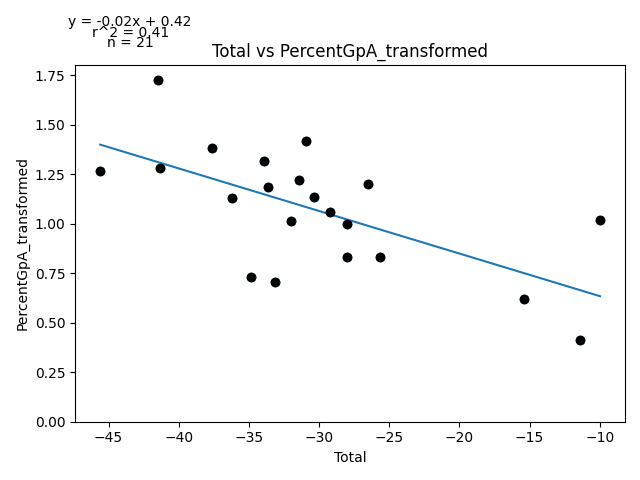 y = -0.02x + 0.42
r^2 = 0.41
n = 21
Total vs PercentGpA_transformed
PercentGpA_transformed
1.75
1.50
1.25
1.00
0.75
0.50
0.25
0.00
−45 −40 −35 −30 −25 −20 −15 −10
Total